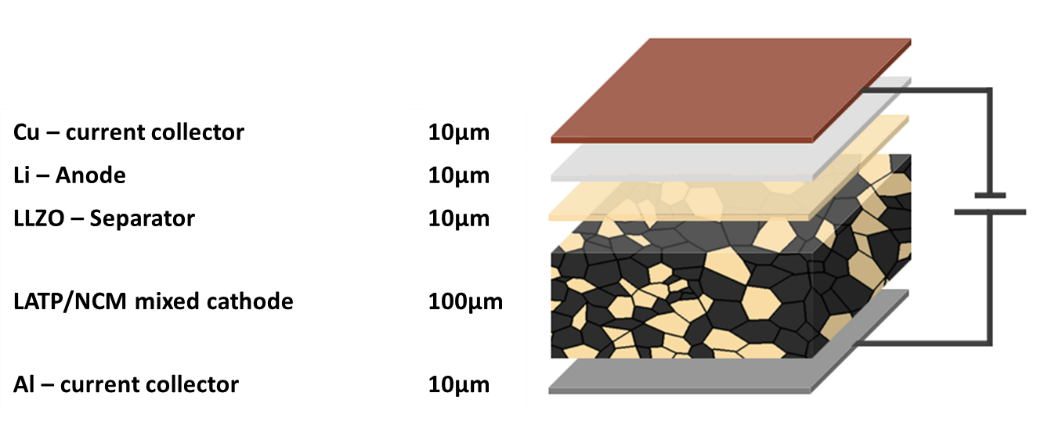 Cu – current collector 10µm
Li – Anode 10µm
LLZO – Separator 10µm
LATP/NCM mixed cathode 100µm
Al – current collector 10µm